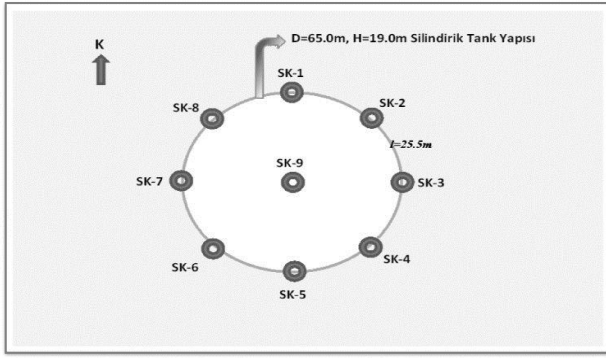 D=65.0m, H=19.0m Silindirik Tank Yapısı
K
SK-1
SK-8
SK-2
l=25.5m
SK-9
SK-7
SK-3
SK-6
SK-4
SK-5